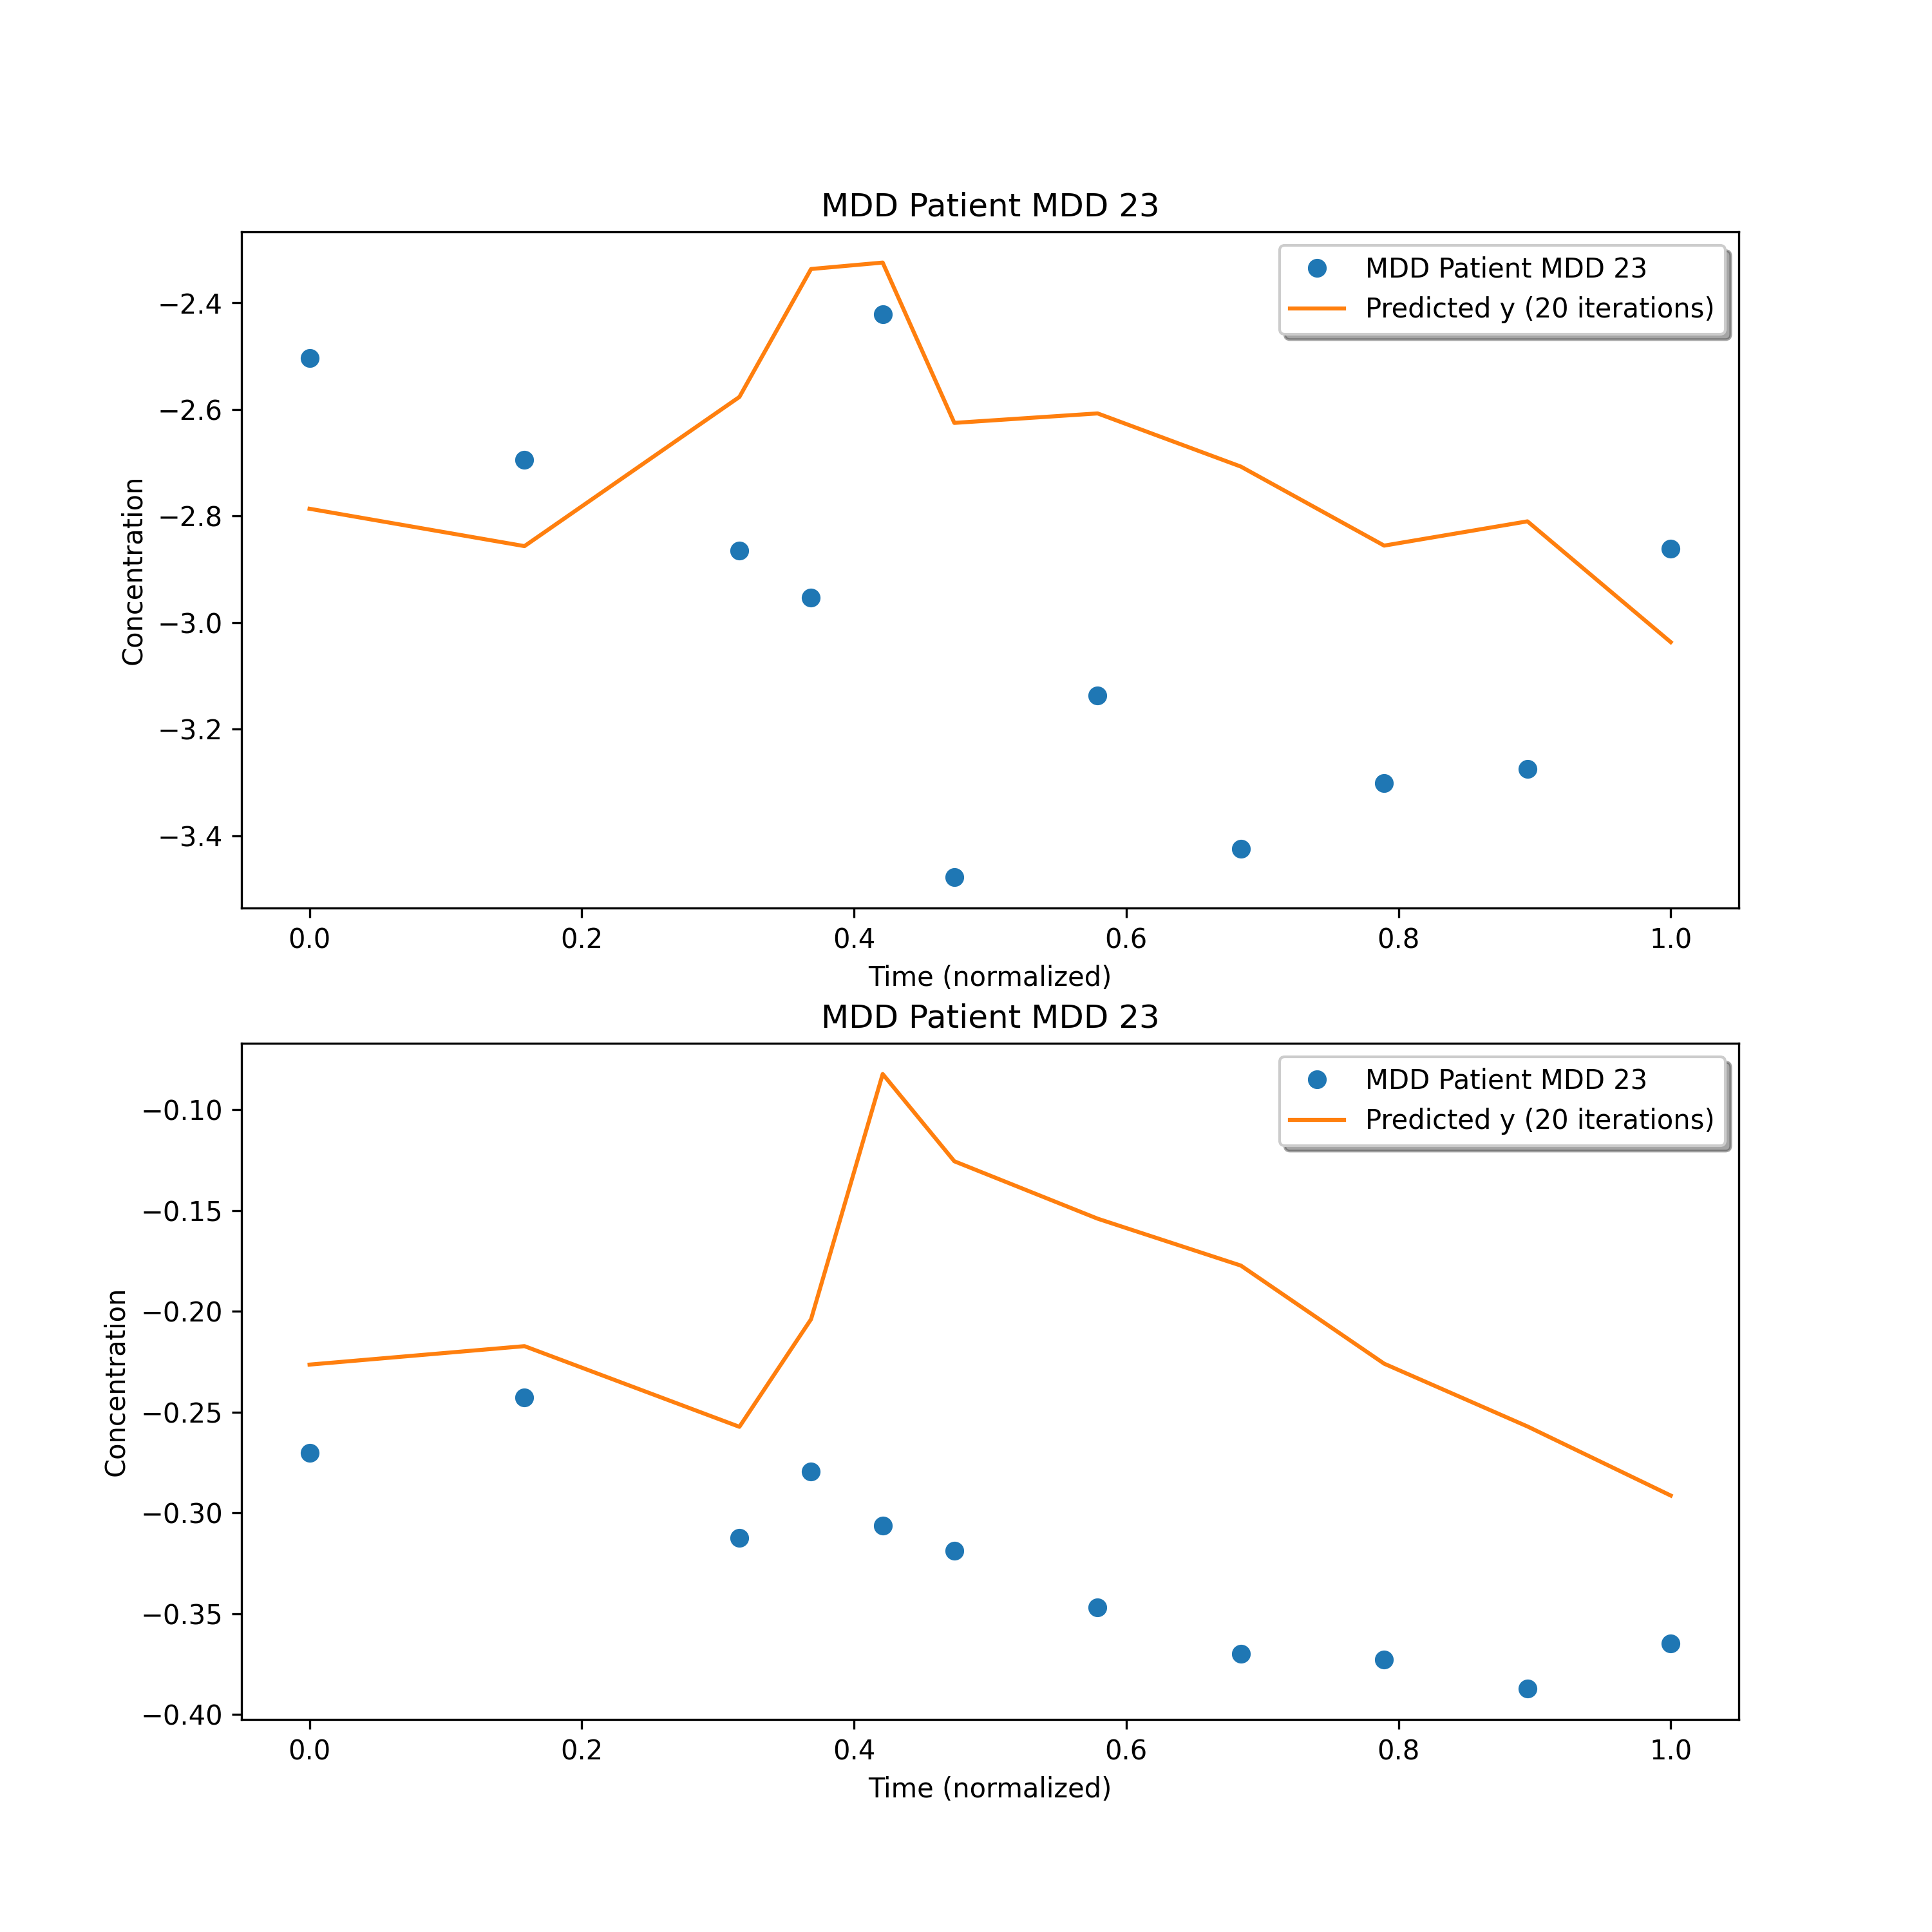 MDD Patient MDD 23
MDD Patient MDD 23
Predicted y (20 iterations)
Concentration
−2.4
−2.6
−2.8
−3.0
−3.2
−3.4
0.0 0.2 0.4 0.6 0.8 1.0
Time (normalized)
MDD Patient MDD 23
MDD Patient MDD 23
Predicted y (20 iterations)
Concentration
−0.10
−0.15
−0.20
−0.25
−0.30
−0.35
−0.40
0.0 0.2 0.4 0.6 0.8 1.0
Time (normalized)